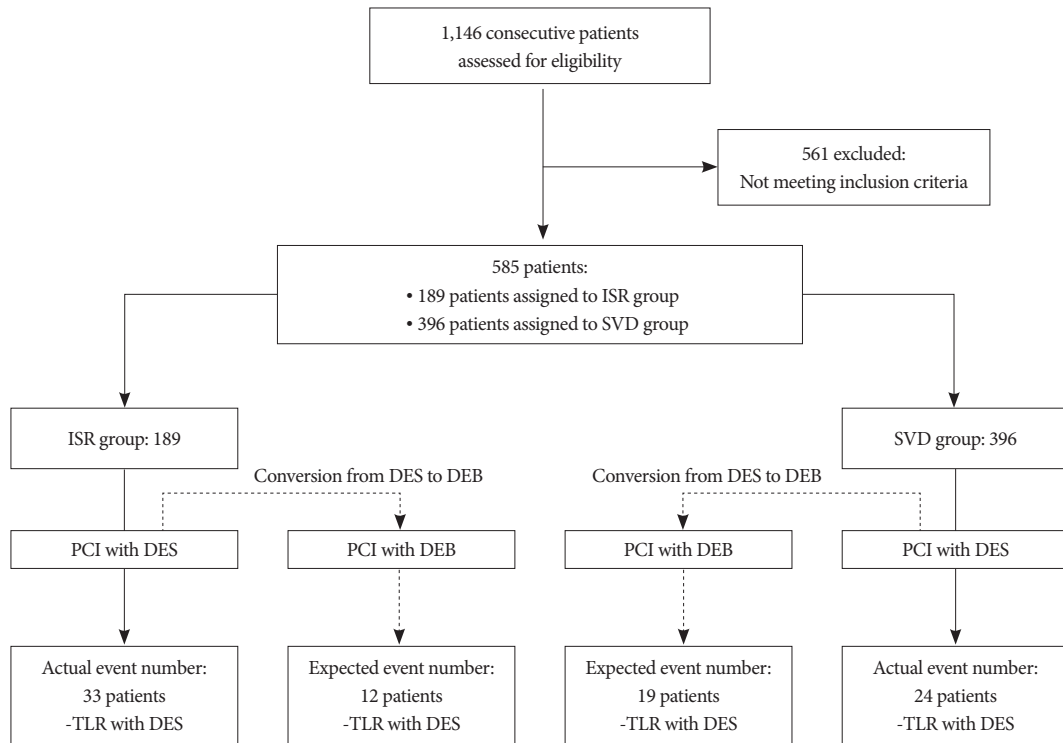 1,146 consecutive patients
assessed for eligibility
561 excluded:
Not meeting inclusion criteria
585 patients:
• 189 patients assigned to ISR group
• 396 patients assigned to SVD group
ISR group: 189
SVD group: 396
Conversion from DES to DEB
Conversion from DES to DEB
PCI with DES
PCI with DEB
PCI with DEB
PCI with DES
Actual event number:
33 patients
-TLR with DES
Expected event number:
12 patients
-TLR with DES
Expected event number:
19 patients
-TLR with DES
Actual event number:
24 patients
-TLR with DES